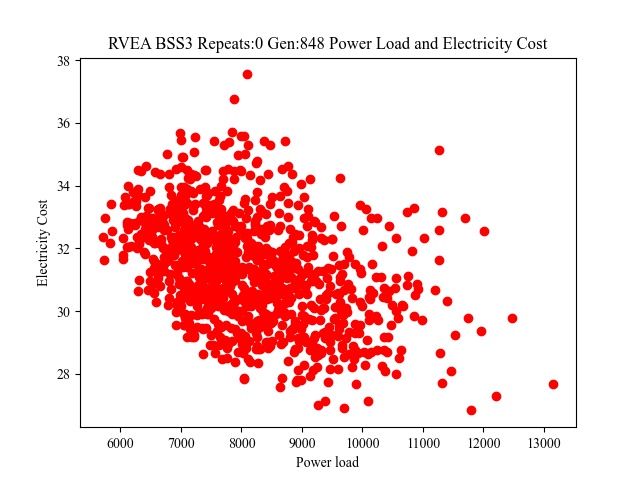 RVEA BSS3 Repeats:0 Gen:848 Power Load and Electricity Cost
38
36
34
32
30
28
Electricity Cost
6000 7000 8000 9000 10000 11000 12000 13000
Power load